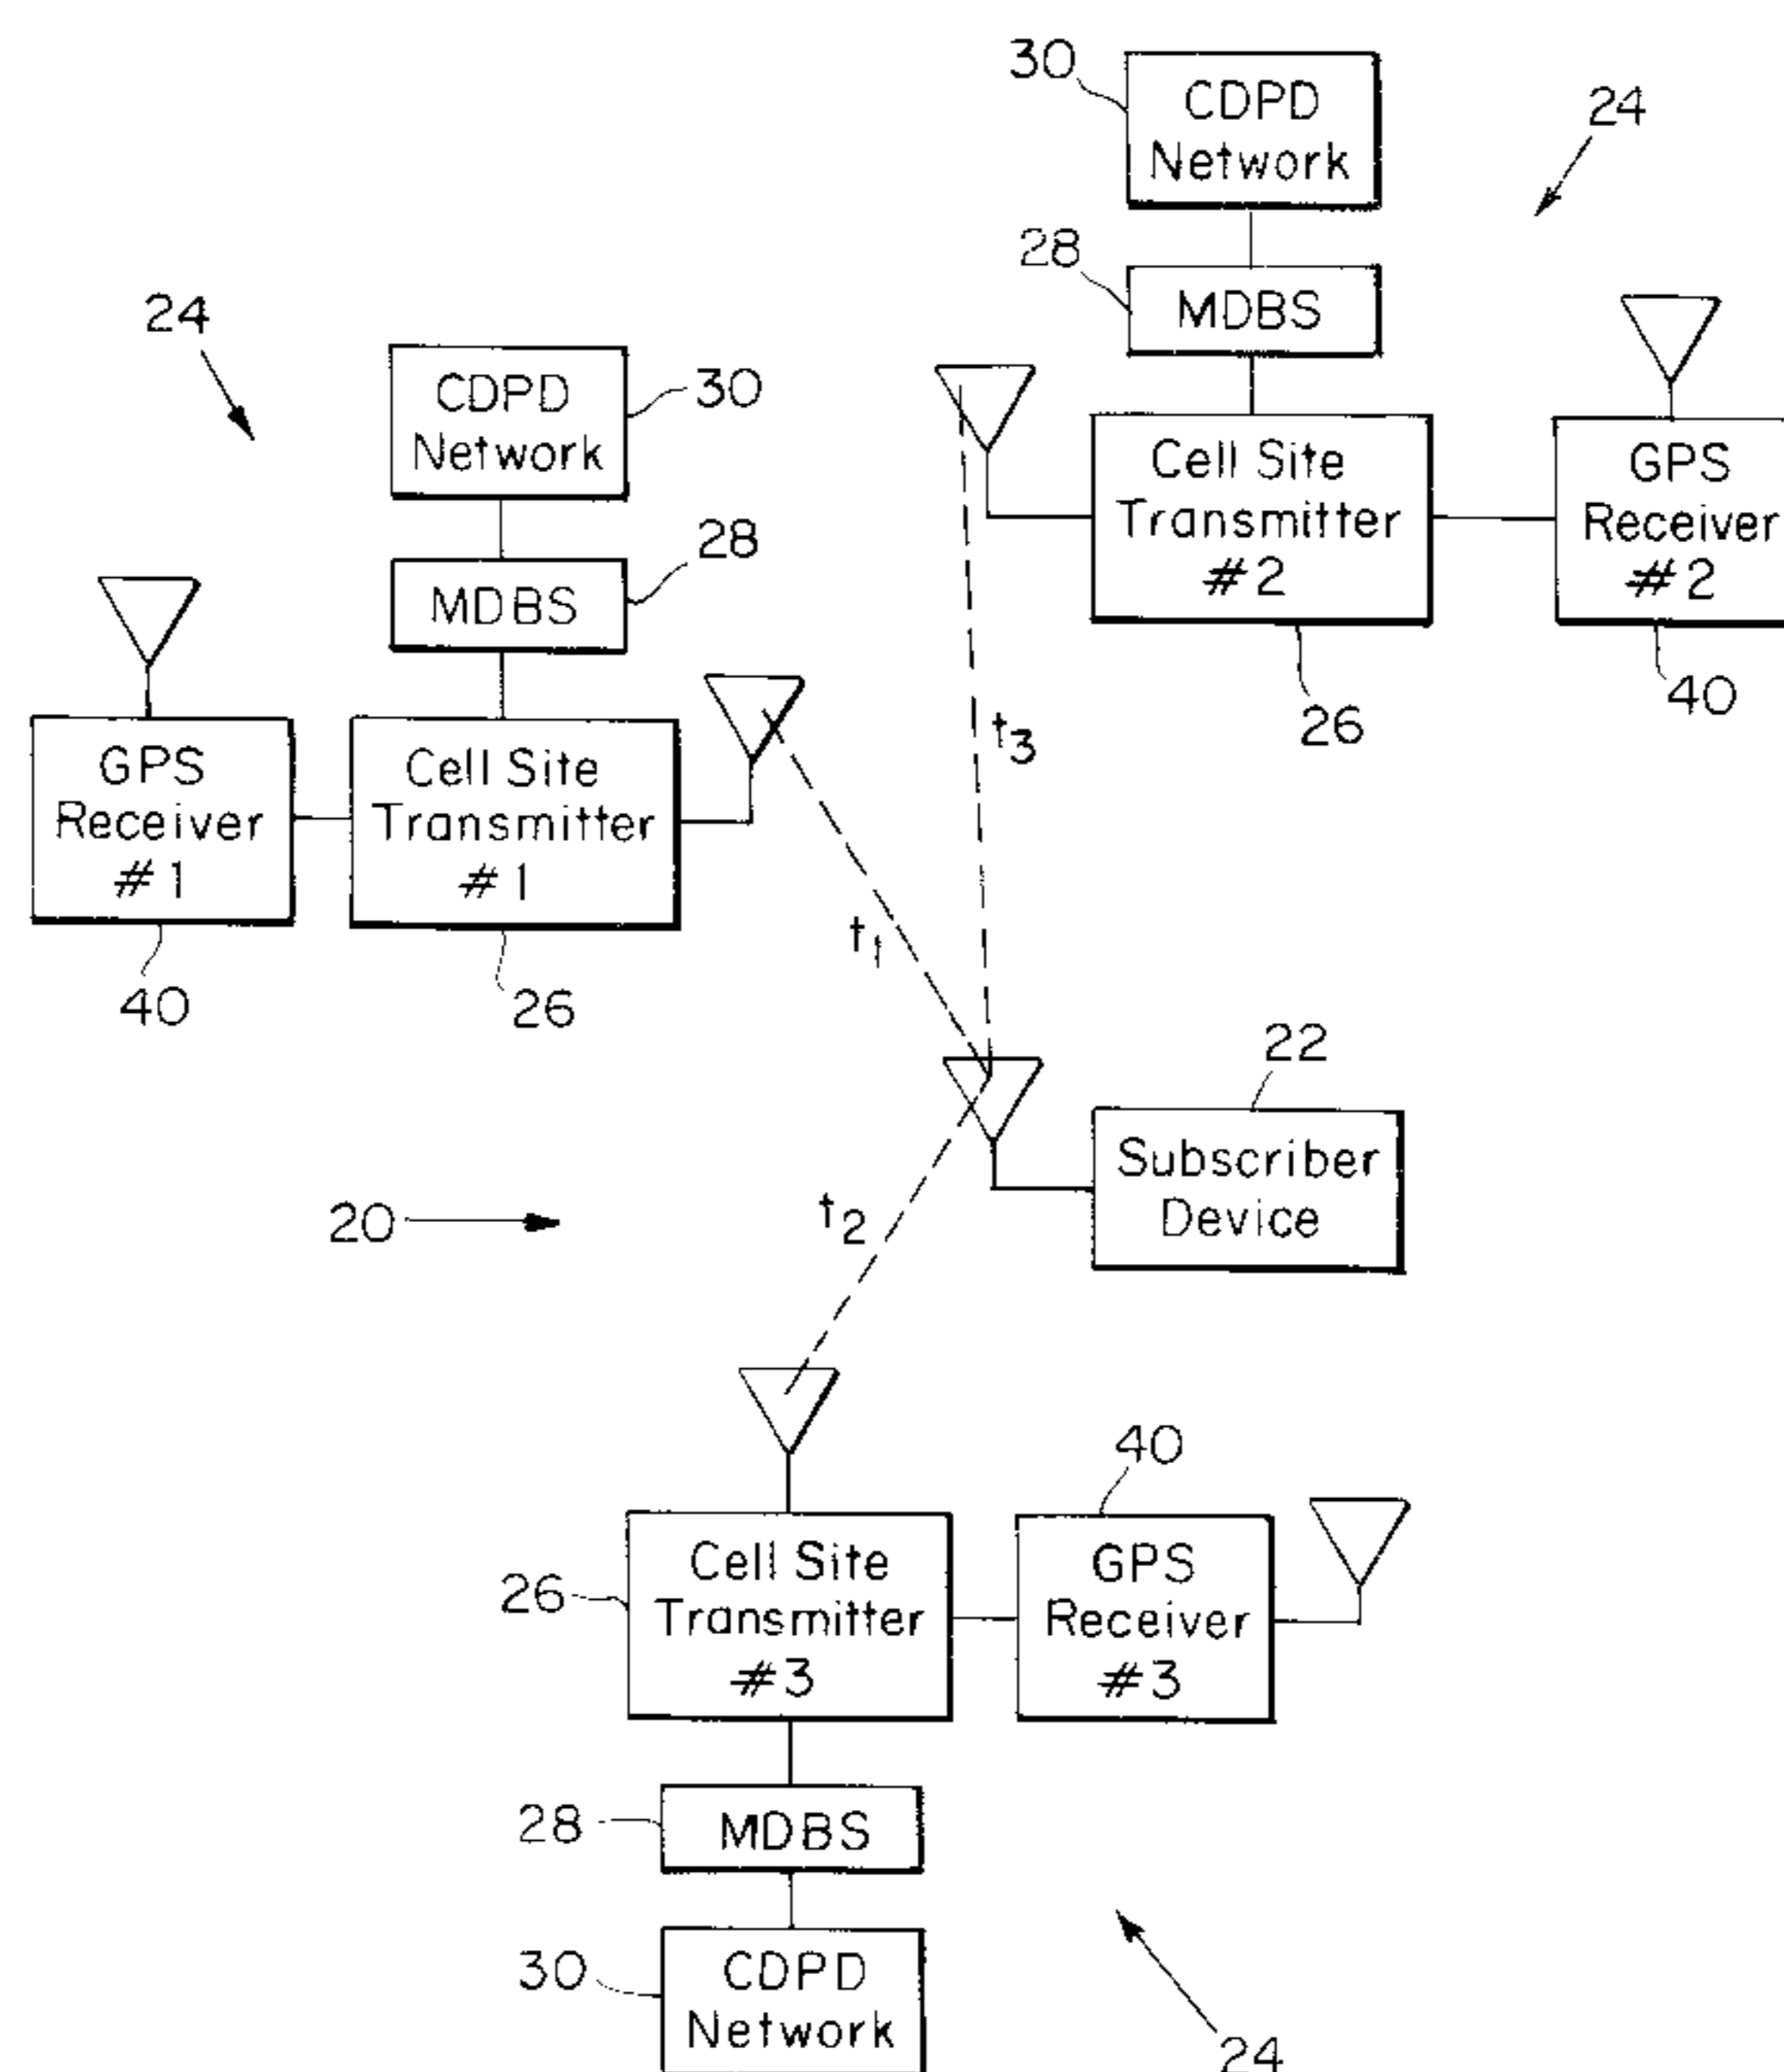 30
CDPD
Network
24
28
MDBS
24
CDPD
Network
30
Cell Site
Transmitter
#2
GPS
Receiver
#2
28
MDBS
26
40
t3
GPS
Receiver
#1
Cell Site
Transmitter
#1
t1
40
26
22
Subscriber
Device
20
t2
40
Cell Site
Transmitter
#3
GPS
Receiver
#3
26
28
MDBS
30
CDPD
Network
24